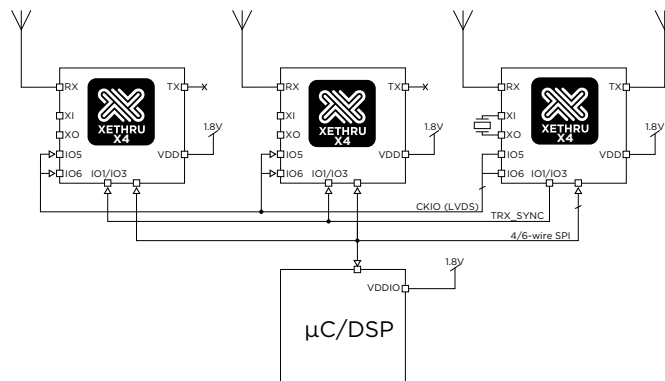 RX
TX
XI
XO
XETHRU
X4
1.8V
IO5
VDD
IO6
IO1/IO3
RX
TX
XI
XO
XETHRU
X4
1.8V
IO5
VDD
IO6
IO1/IO3
RX
TX
XI
XO
XETHRU
X4
1.8V
IO5
VDD
IO6
IO1/IO3
CKIO (LVDS)
TRX_SYNC
4/6-wire SPI
1.8V
VDDIO
µC/DSP